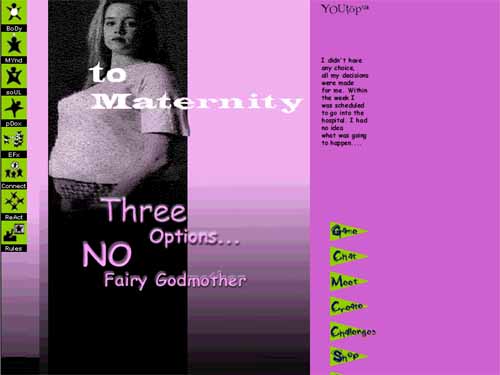 BoDy
MYnd
soUL
pDox
EFx
Connect
ReAct
Rules
to
Maternity
Three
Options...
NO
Fairy Godmother
YOUtopia
I didn't have
any choice,
all my decisions
were made
for me. Within
the week I
was scheduled
to go into the
hospital. I had
no idea
what was going
to happen....
Game
Chat
Meet
Create
Challenges
Shop